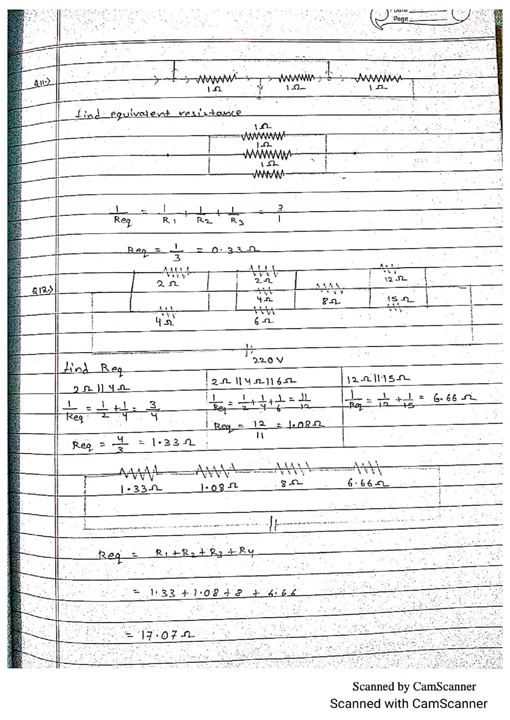 Page
Q11.)
1Ω 1Ω 1Ω
find equivalent resistance
1Ω
1Ω
1Ω
1/Req = 1/R1 + 1/R2 + 1/R3 = 3/1
Req = 1/3 = 0.33Ω
Q12.)
2Ω 2Ω 12Ω
4Ω 8Ω 15Ω
4Ω 6Ω
220V
find Req
2Ω||4Ω 2Ω||4Ω||6Ω 12Ω||15Ω
1/Req = 1/2 + 1/4 = 3/4 1/Req = 1/2 + 1/4 + 1/6 = 11/12 1/Req = 1/12 + 1/15 = 6.66Ω
Req = 4/3 = 1.33Ω Req = 12/11 = 1.08Ω
1.33Ω 1.08Ω 8Ω 6.66Ω
Req = R1+R2+R3+R4
= 1.33 + 1.08 + 8 + 6.66
= 17.07Ω
Scanned by CamScanner
Scanned with CamScanner